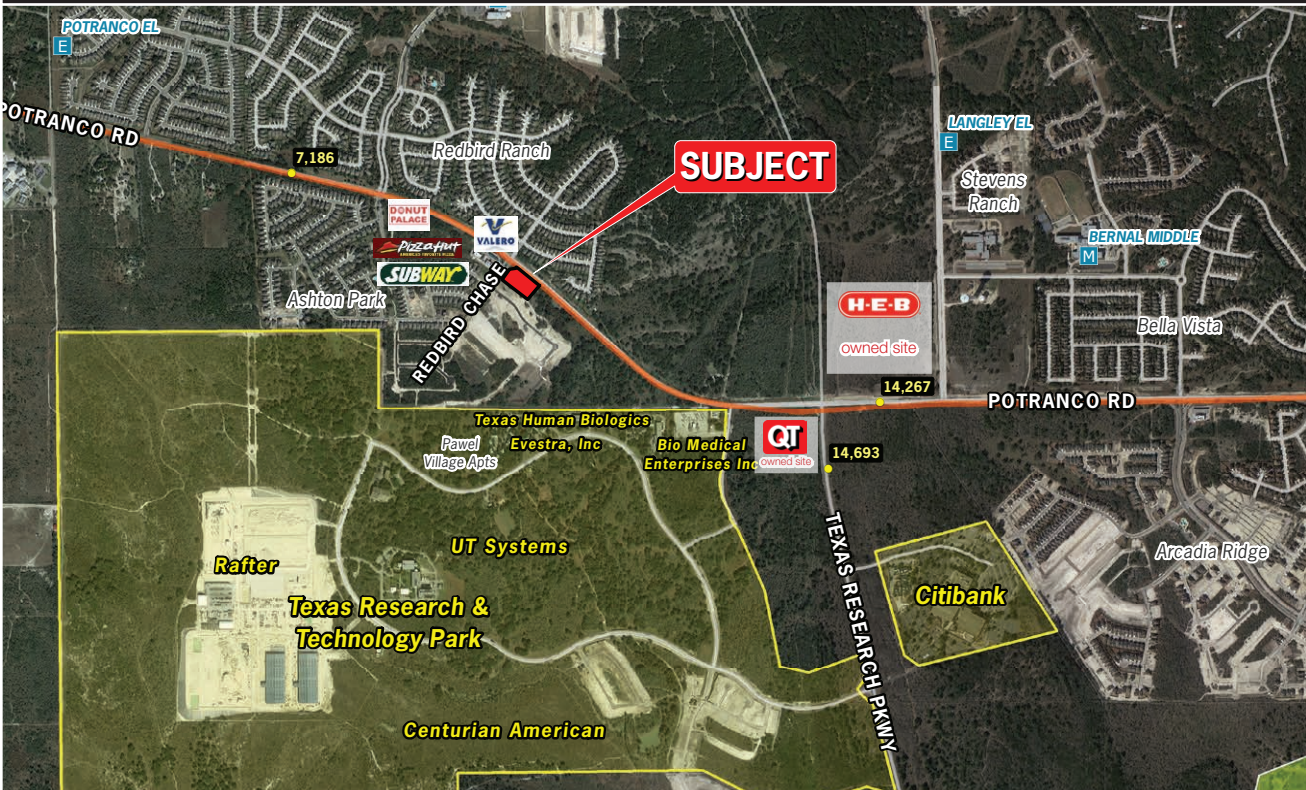 POTRANCO EL
E
POTRANCO RD
7,186
Redbird Ranch
SUBJECT
LANGLEY EL
E
Stevens
Ranch
DONUT
PALACE
V
VALERO
Pizza Hut
AMERICA'S FAVORITE PIZZA
SUBWAY
BERNAL MIDDLE
M
Ashton Park
REDBIRD CHASE
H-E-B
owned site
Bella Vista
14,267
POTRANCO RD
Texas Human Biologics
Evestra, Inc
Pawel
Village Apts
Bio Medical
Enterprises Inc
QT
owned site
14,693
TEXAS RESEARCH PKWY
UT Systems
Arcadia Ridge
Rafter
Citibank
Texas Research &
Technology Park
Centurian American